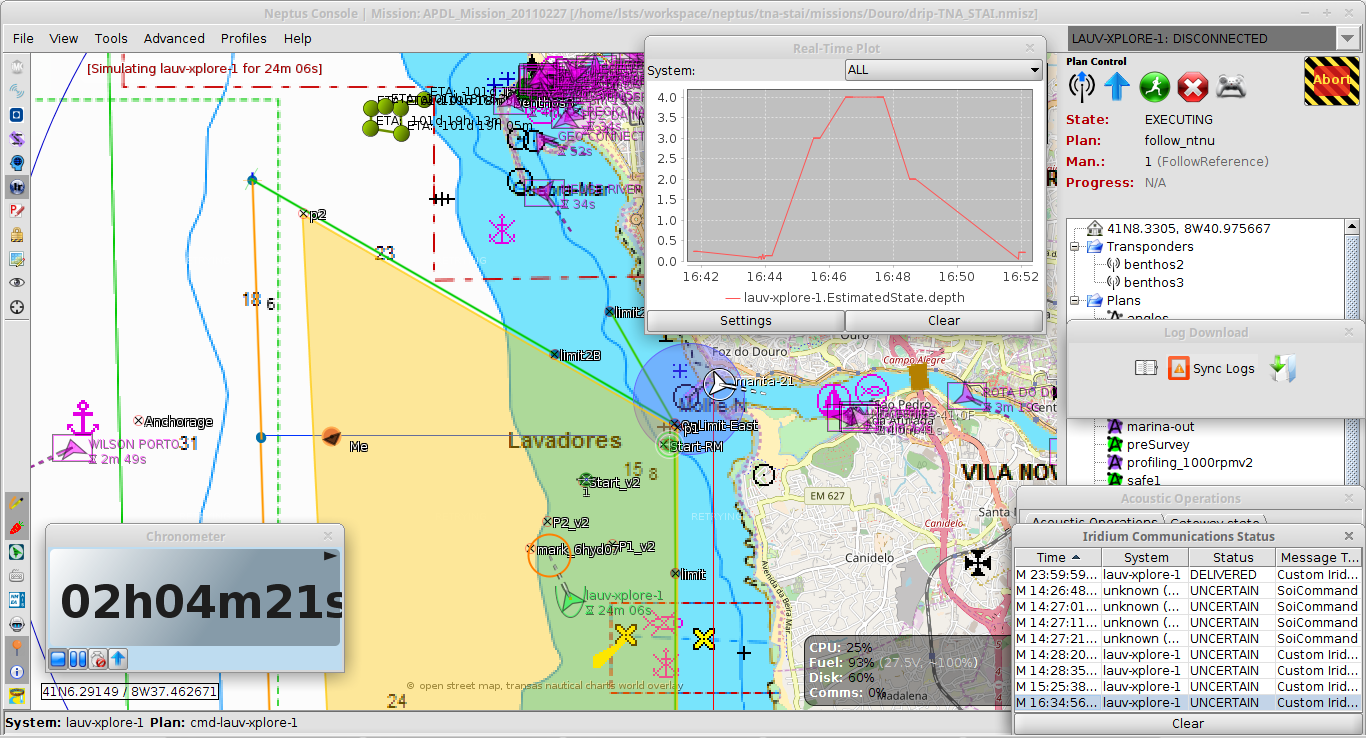 Neptus Console | Mission: APDL_Mission_20110227 [/home/lsts/workspace/neptus/tna-stai/missions/Douro/drip-TNA_STAI.nmisz]
File View Tools Advanced Profiles Help
[Simulating lauv-xplore-1 for 24m 06s]
benthos3
GEO CONNECT
52s
34s
p2
23
18
6
limit2B
Anchorage
WILSON PORTO
2m 49s
31
Me
Lavadores
15
8
Start_v2
1
P2_v2
mark_6hyd07
P1_v2
limit
lauv-xplore-1
24m 06s
24
marita-21
Limit-East
Start-RM
Foz do Douro
Campo Alegre
São Pedro
da Afurada
3m 19s
EM 627
VILA NOV
Santa
Canidelo
Canidelo
Avenida da Beira Mar
Madalena
© open street map, transas nautical charts world overlay
CPU: 25%
Fuel: 93% (27.5V, ~100%)
Disk: 60%
Comms: 0%
Real-Time Plot
System: ALL
4.0
3.5
3.0
2.5
2.0
1.5
1.0
0.5
0.0
16:42 16:44 16:46 16:48 16:50 16:52
lauv-xplore-1.EstimatedState.depth
Settings Clear
LAUV-XPLORE-1: DISCONNECTED
Plan Control
Abort
State: EXECUTING
Plan: follow_ntnu
Man.: 1 (FollowReference)
Progress: N/A
41N8.3305, 8W40.975667
Transponders
benthos2
benthos3
Plans
angles
Log Download
Sync Logs
marina-out
preSurvey
profiling_1000rpmv2
safe1
Acoustic Operations
Acoustic Operations Gateway state
Iridium Communications Status
Time System Status Message T...
M 23:59:59... lauv-xplore-1 DELIVERED Custom Irid...
M 14:26:48... unknown (... UNCERTAIN SoiCommand
M 14:27:01... unknown (... UNCERTAIN SoiCommand
M 14:27:11... unknown (... UNCERTAIN SoiCommand
M 14:27:21... unknown (... UNCERTAIN SoiCommand
M 14:28:20... lauv-xplore-1 UNCERTAIN Custom Irid...
M 14:28:35... lauv-xplore-1 UNCERTAIN Custom Irid...
M 15:25:38... lauv-xplore-1 UNCERTAIN Custom Irid...
M 16:34:56... lauv-xplore-1 UNCERTAIN Custom Irid...
Clear
Chronometer
02h04m21s
41N6.29149 / 8W37.462671
System: lauv-xplore-1 Plan: cmd-lauv-xplore-1